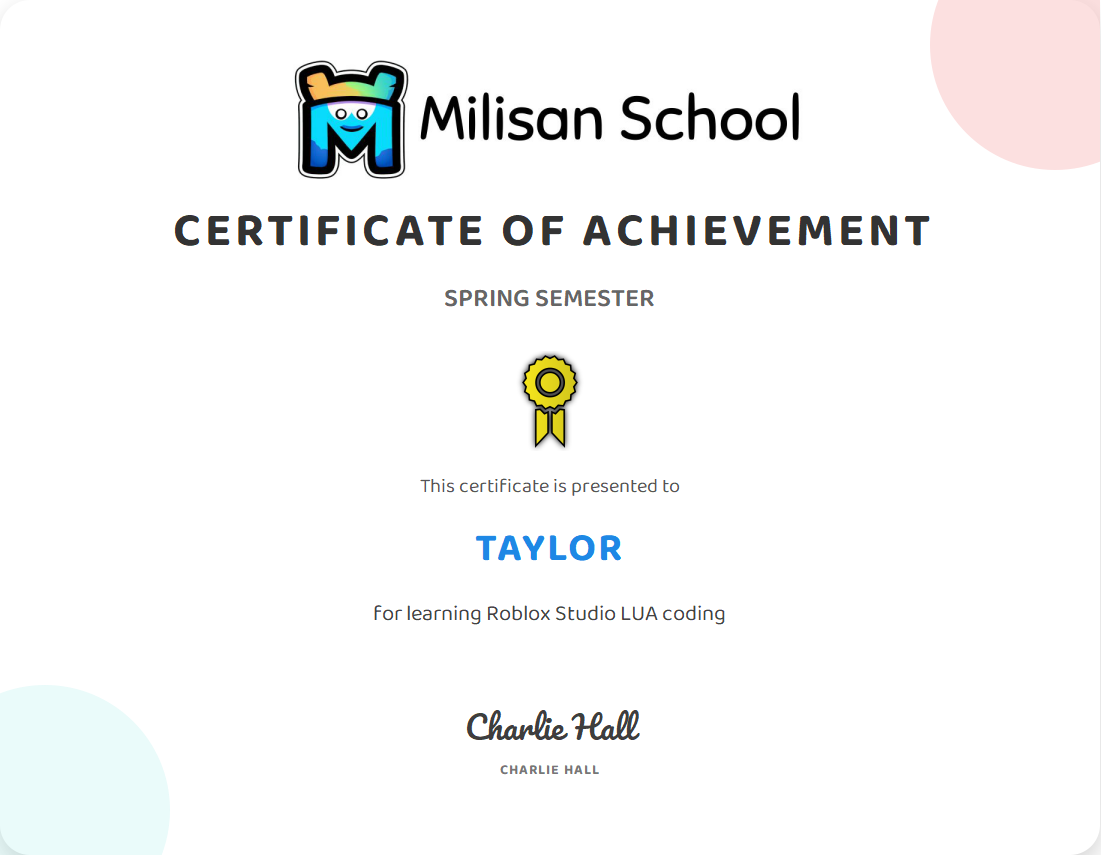 Milisan School
CERTIFICATE OF ACHIEVEMENT
SPRING SEMESTER
This certificate is presented to
TAYLOR
for learning Roblox Studio LUA coding
Charlie Hall
CHARLIE HALL